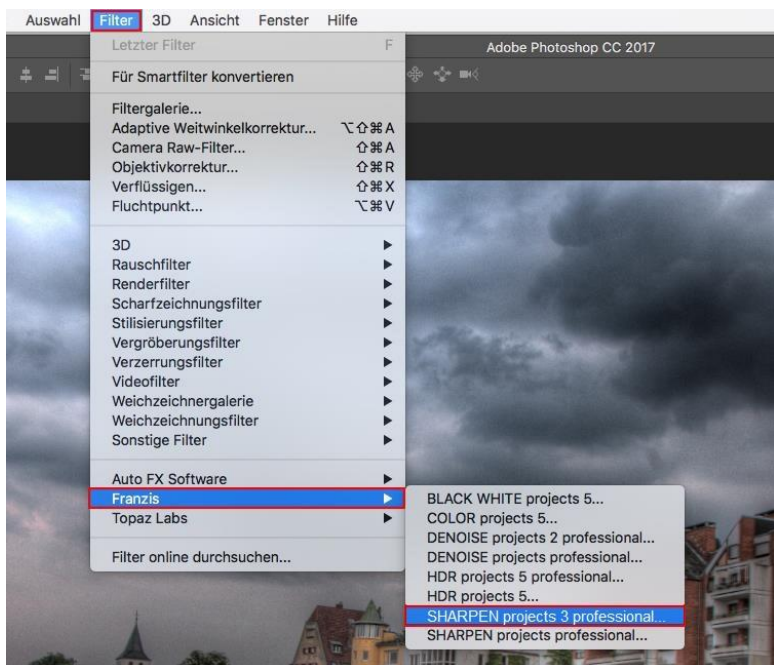 Auswahl Filter 3D Ansicht Fenster Hilfe
Adobe Photoshop CC 2017
Letzter Filter F
Für Smartfilter konvertieren
Filtergalerie...
Adaptive Weitwinkelkorrektur... ⌥⇧⌘A
Camera Raw-Filter... ⇧⌘A
Objektivkorrektur... ⇧⌘R
Verflüssigen... ⇧⌘X
Fluchtpunkt... ⌥⌘V
3D
Rauschfilter
Renderfilter
Scharfzeichnungsfilter
Stilisierungsfilter
Vergröberungsfilter
Verzerrungsfilter
Videofilter
Weichzeichnergalerie
Weichzeichnungsfilter
Sonstige Filter
Auto FX Software
Franzis
Topaz Labs
Filter online durchsuchen...
BLACK WHITE projects 5...
COLOR projects 5...
DENOISE projects 2 professional...
DENOISE projects professional...
HDR projects 5 professional...
HDR projects 5...
SHARPEN projects 3 professional...
SHARPEN projects professional...